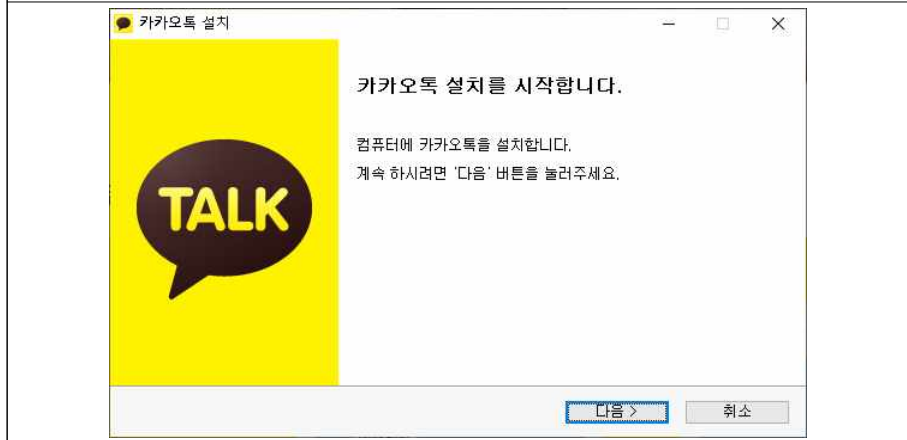 카카오톡 설치
카카오톡 설치를 시작합니다.
컴퓨터에 카카오톡을 설치합니다.
계속 하시려면 '다음' 버튼을 눌러주세요.
TALK
다음 >
취소